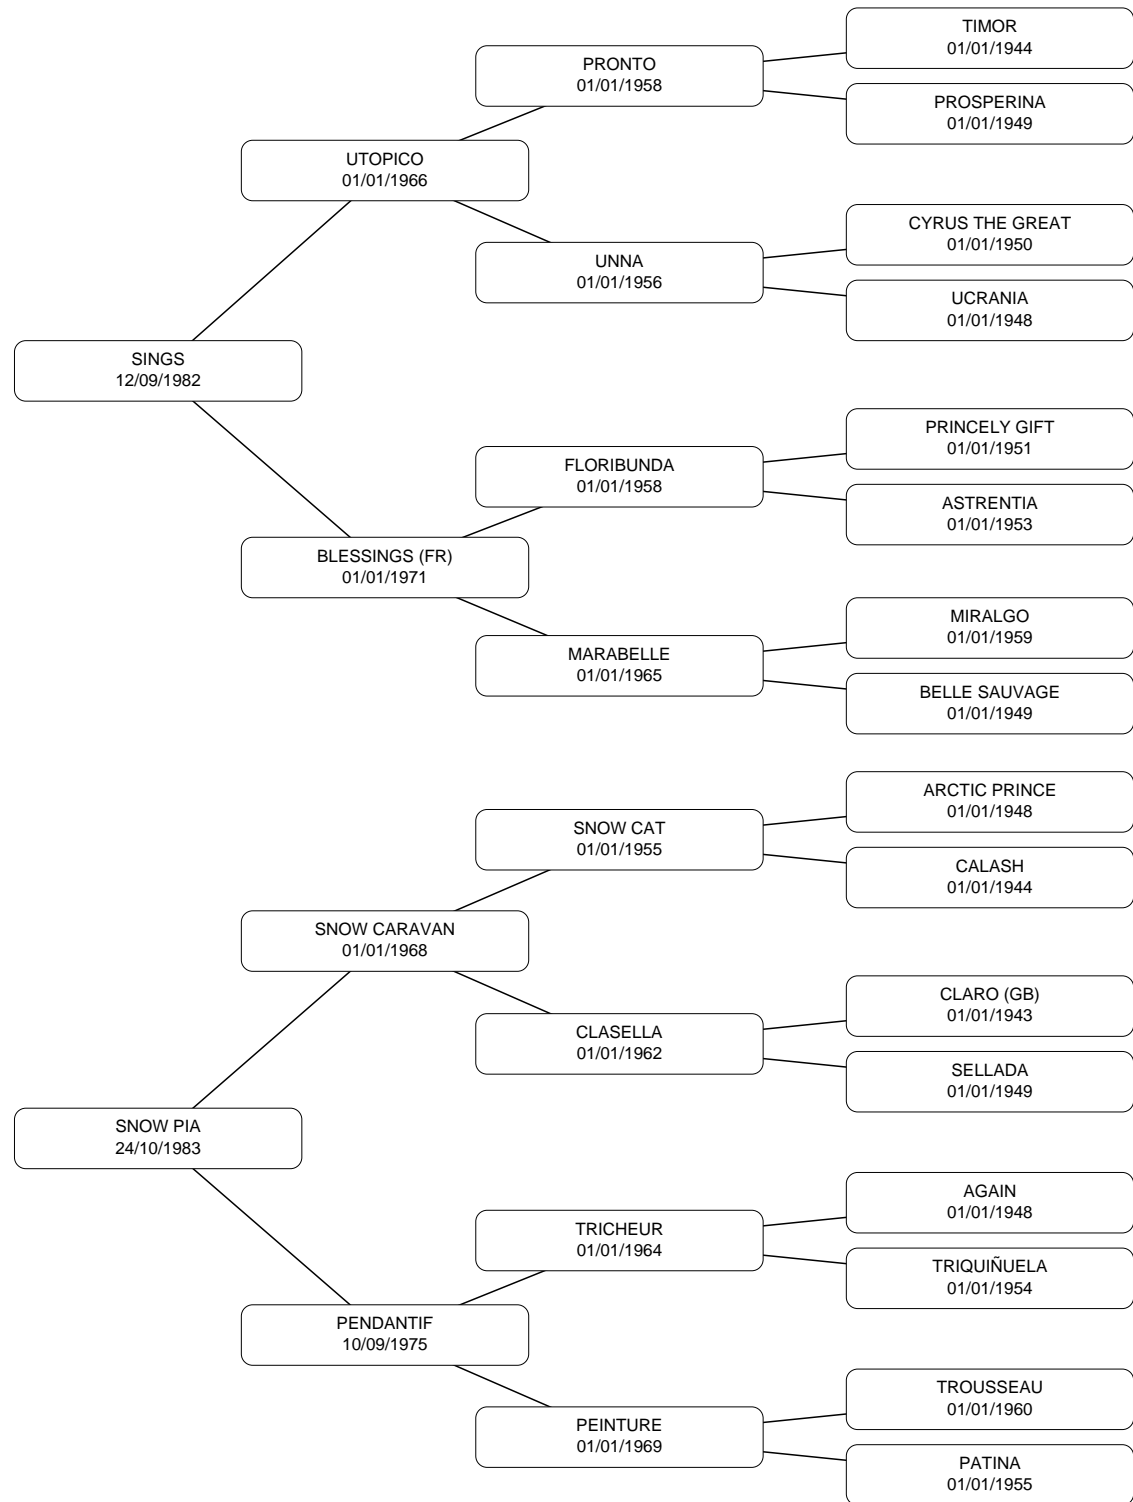 TIMOR
01/01/1944
PRONTO
01/01/1958
PROSPERINA
01/01/1949
UTOPICO
01/01/1966
CYRUS THE GREAT
01/01/1950
UNNA
01/01/1956
UCRANIA
01/01/1948
SINGS
12/09/1982
PRINCELY GIFT
01/01/1951
FLORIBUNDA
01/01/1958
ASTRENTIA
01/01/1953
BLESSINGS (FR)
01/01/1971
MIRALGO
01/01/1959
MARABELLE
01/01/1965
BELLE SAUVAGE
01/01/1949
ARCTIC PRINCE
01/01/1948
SNOW CAT
01/01/1955
CALASH
01/01/1944
SNOW CARAVAN
01/01/1968
CLARO (GB)
01/01/1943
CLASELLA
01/01/1962
SELLADA
01/01/1949
SNOW PIA
24/10/1983
AGAIN
01/01/1948
TRICHEUR
01/01/1964
TRIQUIÑUELA
01/01/1954
PENDANTIF
10/09/1975
TROUSSEAU
01/01/1960
PEINTURE
01/01/1969
PATINA
01/01/1955